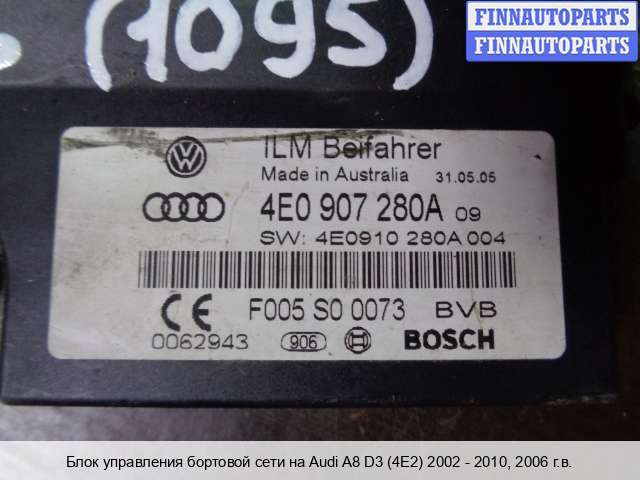 FINNAUTOPARTS
FINNAUTOPARTS
(1095)
ILM Beifahrer
Made in Australia 31.05.05
4E0 907 280A 09
SW: 4E0910 280A 004
CE F005 S0 0073 BVB
0062943 906 BOSCH
Блок управления бортовой сети на Audi A8 D3 (4E2) 2002 - 2010, 2006 г.в.